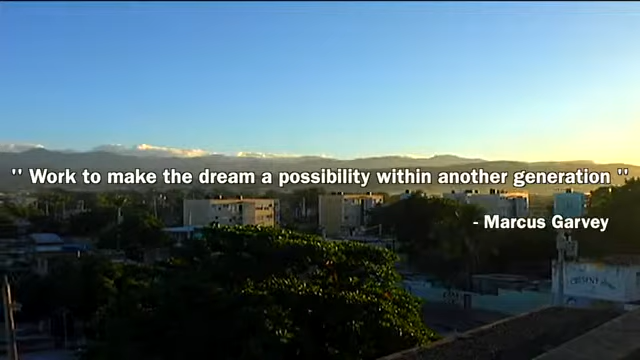 " Work to make the dream a possibility within another generation "
- Marcus Garvey